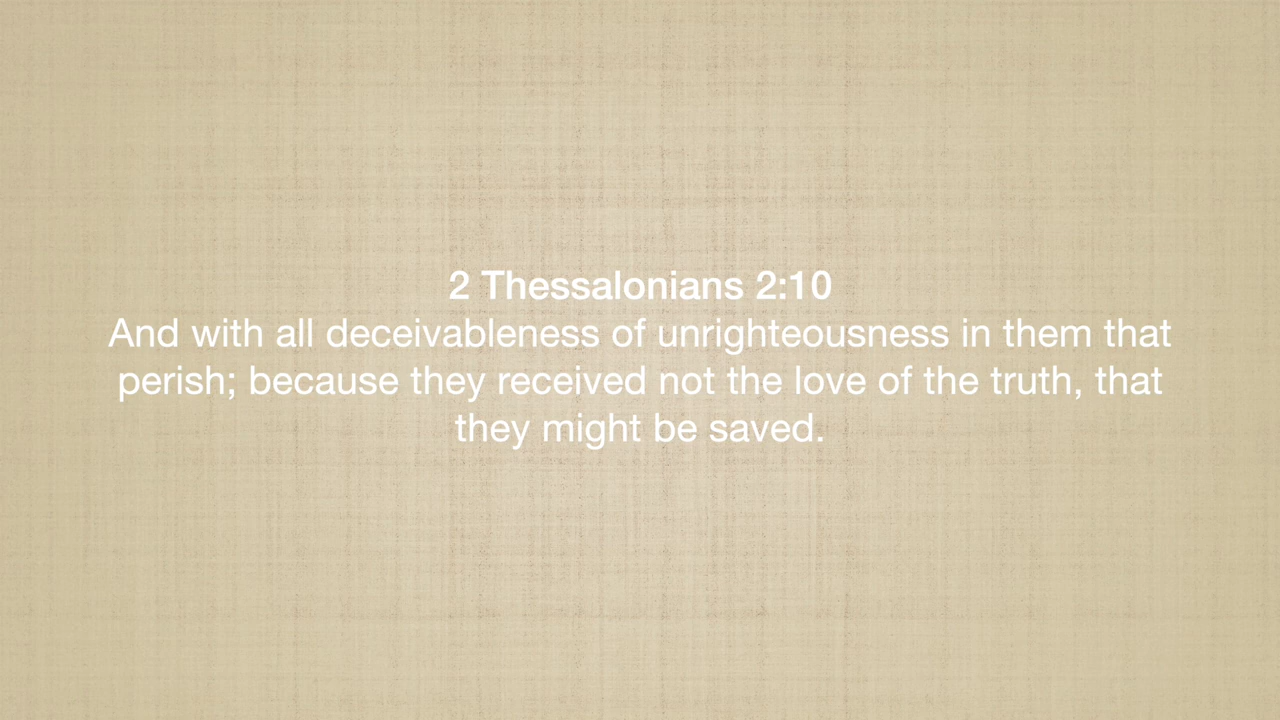 2 Thessalonians 2:10
And with all deceivableness of unrighteousness in them that
perish; because they received not the love of the truth, that
they might be saved.